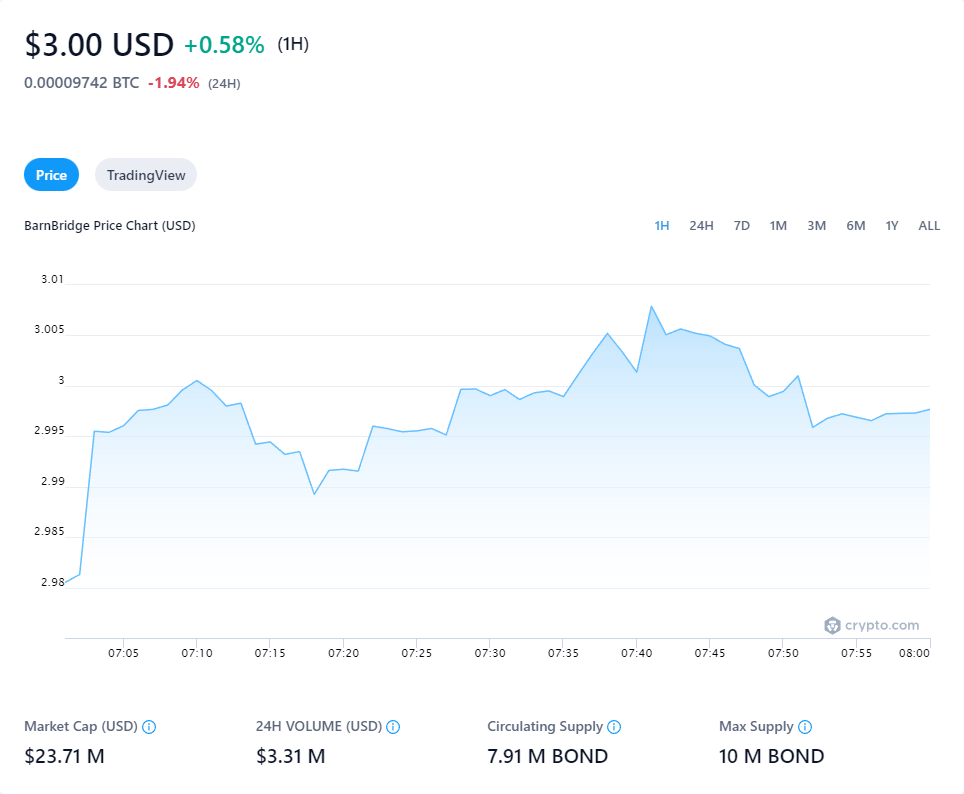 $3.00 USD +0.58% (1H)
0.00009742 BTC -1.94% (24H)
Price TradingView
BarnBridge Price Chart (USD) 1H 24H 7D 1M 3M 6M 1Y ALL
3.01
3.005
3
2.995
2.99
2.985
2.98
crypto.com
07:05 07:10 07:15 07:20 07:25 07:30 07:35 07:40 07:45 07:50 07:55 08:00
Market Cap (USD) 24H VOLUME (USD) Circulating Supply Max Supply
$23.71 M $3.31 M 7.91 M BOND 10 M BOND